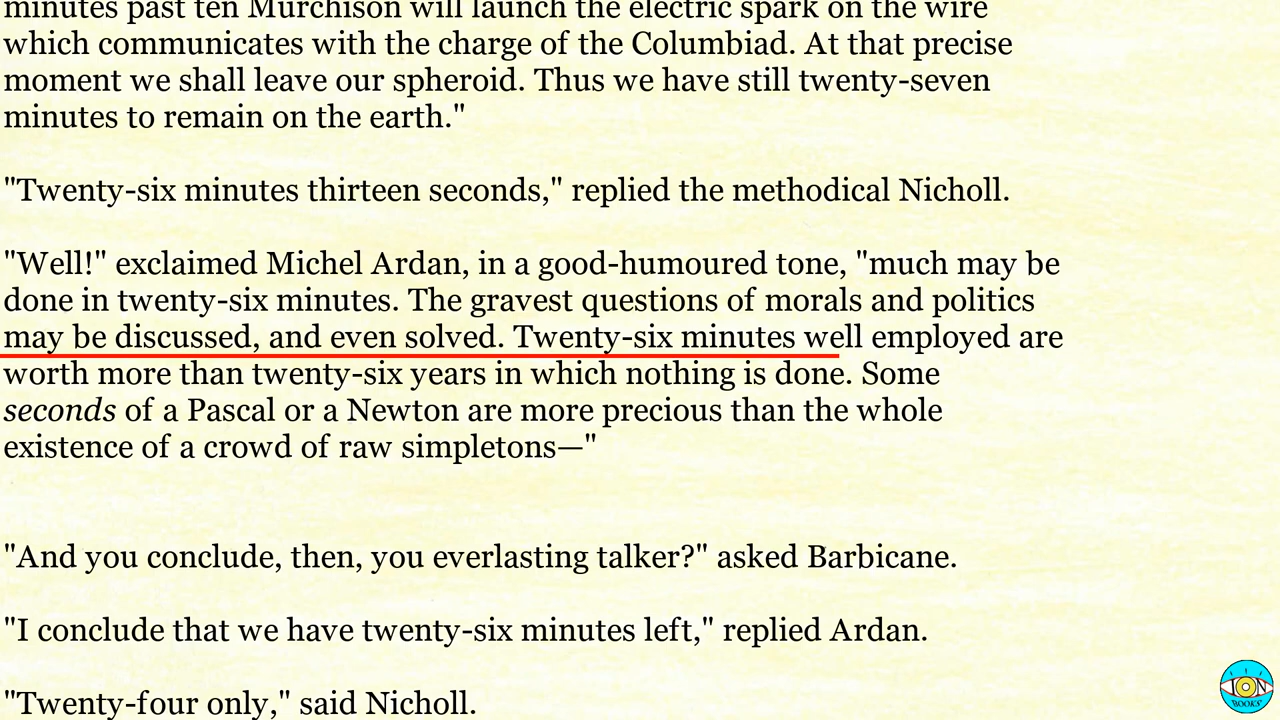 minutes past ten Murchison will launch the electric spark on the wire
which communicates with the charge of the Columbiad. At that precise
moment we shall leave our spheroid. Thus we have still twenty-seven
minutes to remain on the earth."
"Twenty-six minutes thirteen seconds," replied the methodical Nicholl.
"Well!" exclaimed Michel Ardan, in a good-humoured tone, "much may be
done in twenty-six minutes. The gravest questions of morals and politics
may be discussed, and even solved. Twenty-six minutes well employed are
worth more than twenty-six years in which nothing is done. Some
seconds of a Pascal or a Newton are more precious than the whole
existence of a crowd of raw simpletons—"
"And you conclude, then, you everlasting talker?" asked Barbicane.
"I conclude that we have twenty-six minutes left," replied Ardan.
"Twenty-four only," said Nicholl.
ION
BOOKS